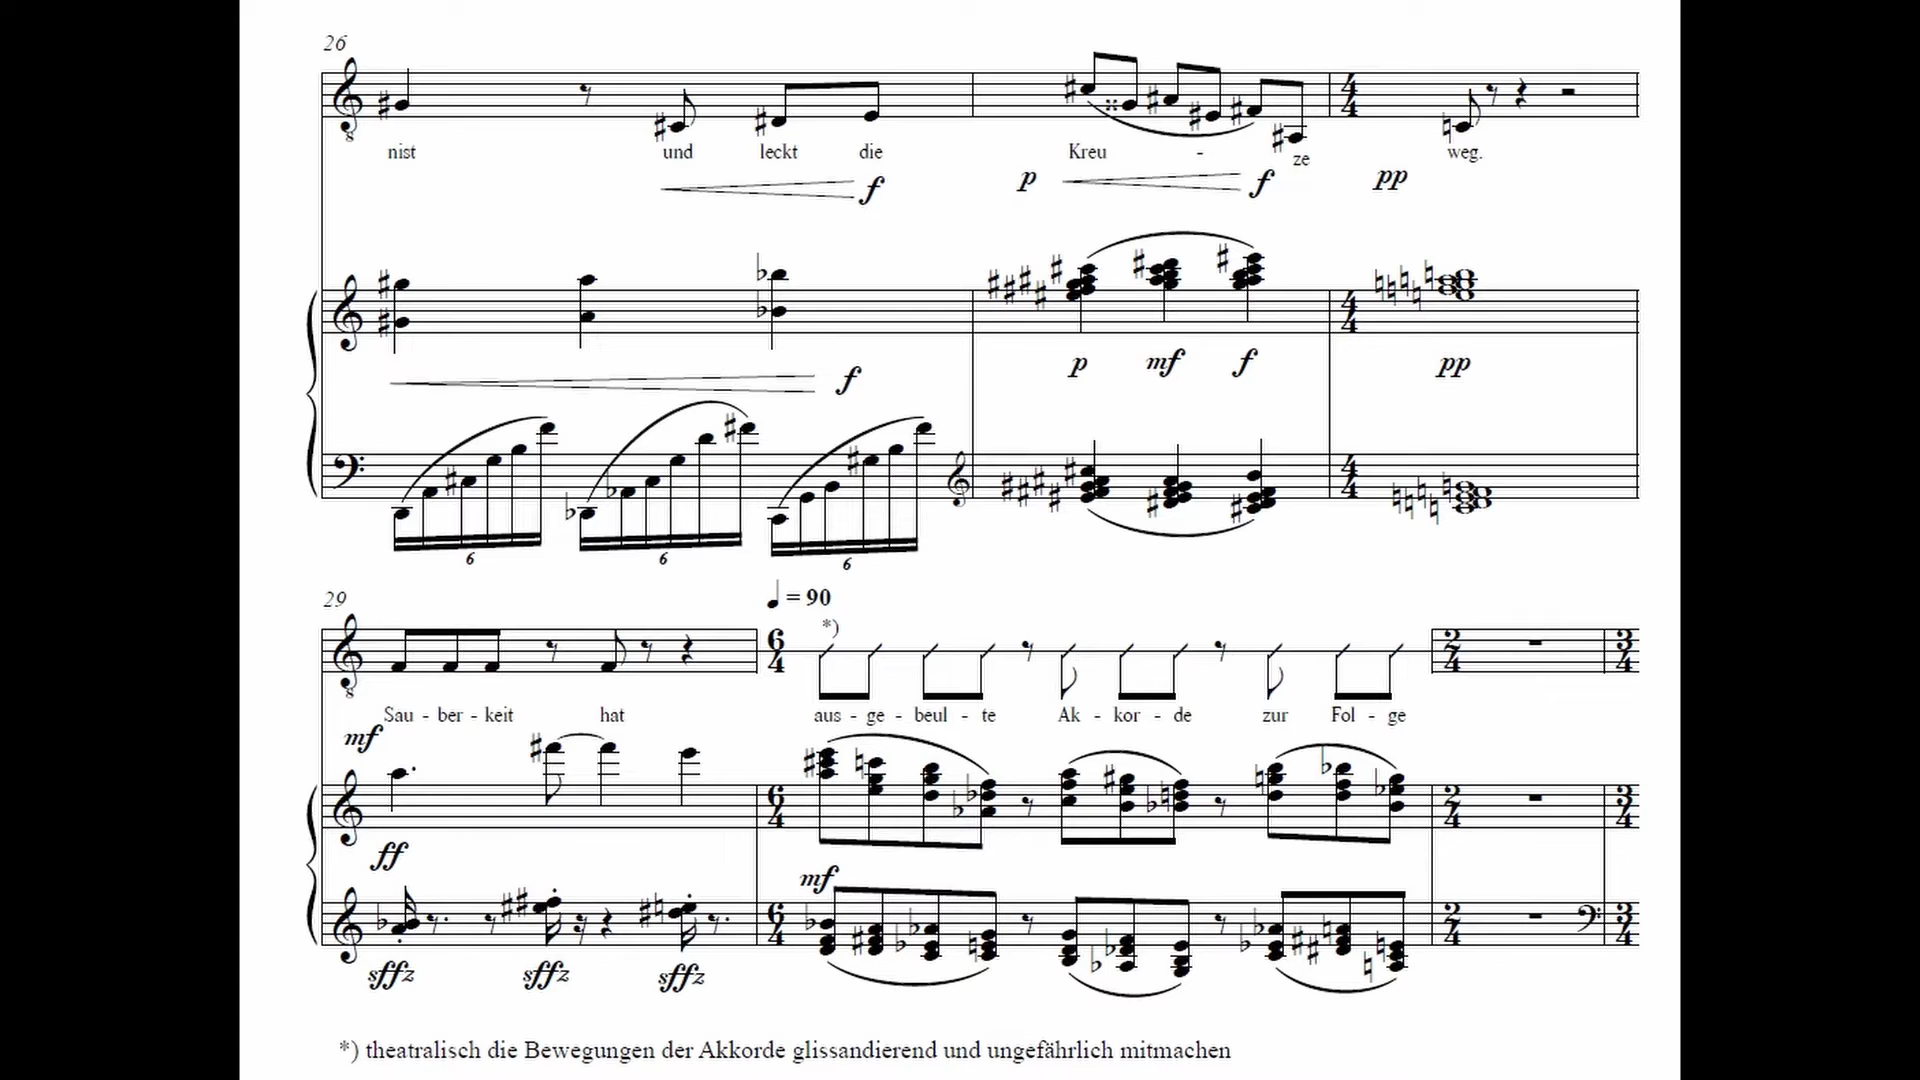 26
nist und leckt die Kreu - ze weg.
f p f pp
f p mf f pp
6 6 6
29
= 90
*)
Sau - ber - keit hat aus - ge - beul - te Ak - kor - de zur Fol - ge
mf
ff mf
sffz sffz sffz
*) theatralisch die Bewegungen der Akkorde glissandierend und ungefährlich mitmachen